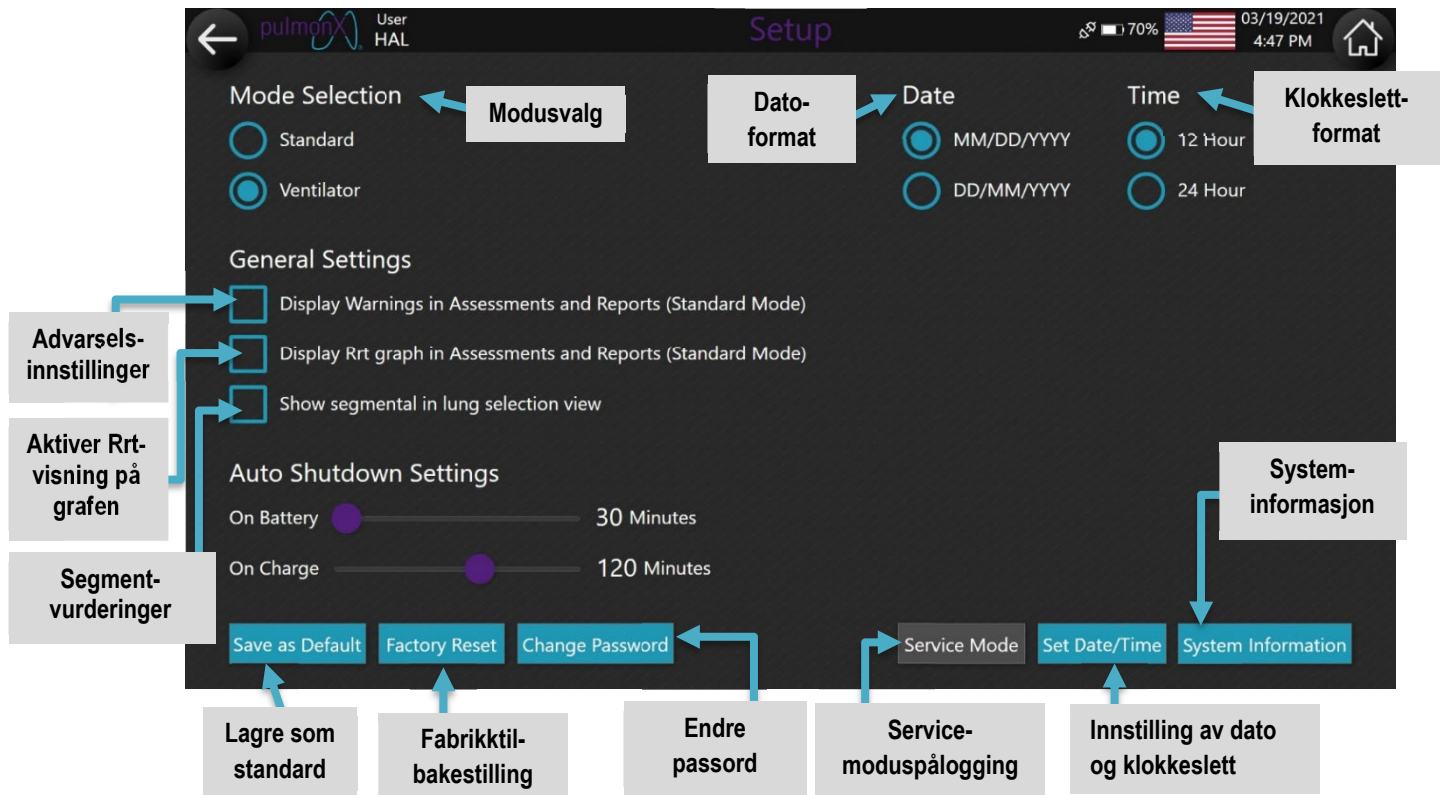 pulmonX
User
HAL
Setup
70%
03/19/2021
4:47 PM
Mode Selection
Modusvalg
Dato-
format
Date
Time
Klokkeslett-
format
Standard
MM/DD/YYYY
12 Hour
Ventilator
DD/MM/YYYY
24 Hour
General Settings
Display Warnings in Assessments and Reports (Standard Mode)
Advarsels-
innstillinger
Display Rrt graph in Assessments and Reports (Standard Mode)
Show segmental in lung selection view
Aktiver Rrt-
visning på
grafen
Auto Shutdown Settings
System-
informasjon
On Battery
30 Minutes
On Charge
120 Minutes
Segment-
vurderinger
Save as Default
Factory Reset
Change Password
Service Mode
Set Date/Time
System Information
Lagre som
standard
Fabrikktil-
bakestilling
Endre
passord
Service-
moduspålogging
Innstilling av dato
og klokkeslett